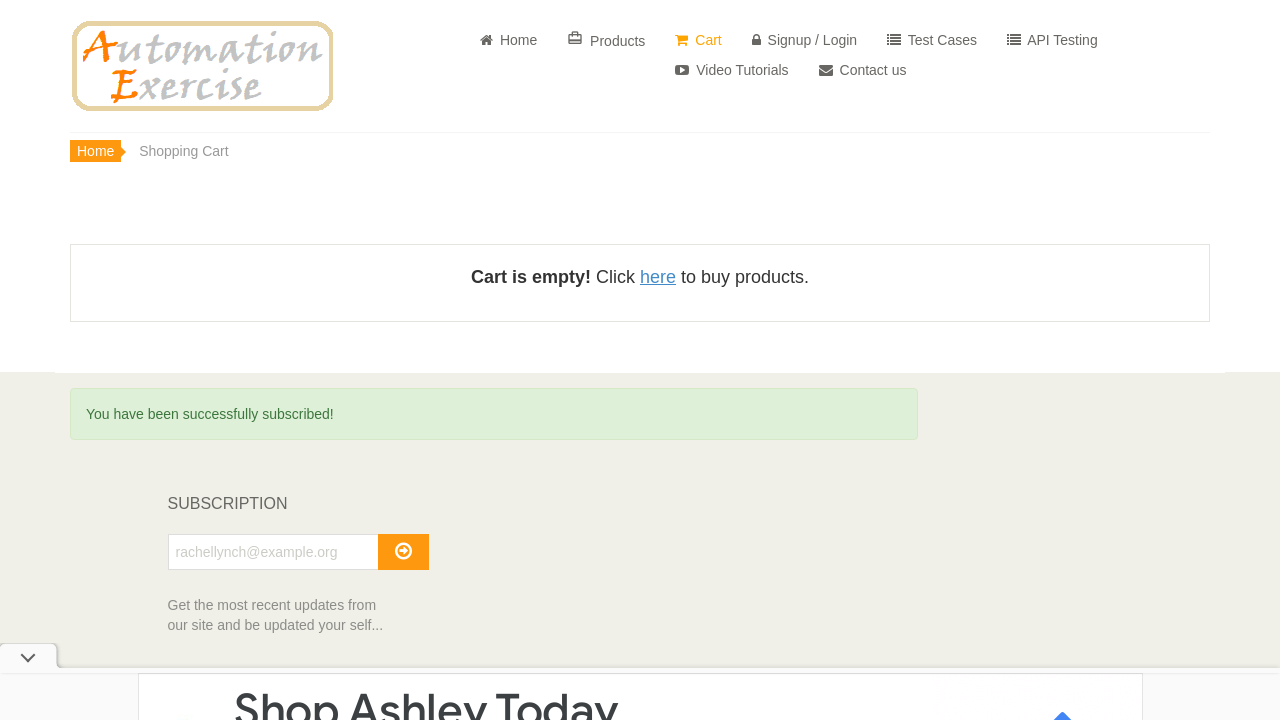 Automation
Exercise
Home
Products
Cart
Signup / Login
Test Cases
API Testing
Video Tutorials
Contact us
Home
Shopping Cart
Cart is empty! Click here to buy products.
You have been successfully subscribed!
SUBSCRIPTION
rachellynch@example.org
Get the most recent updates from
our site and be updated your self...
Shop Ashley Today